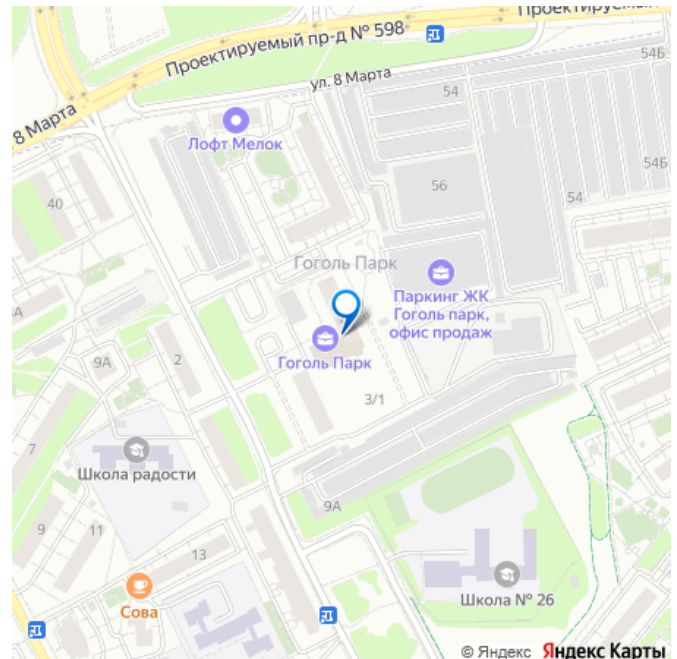 Проектируемый пр-д № 598
Проектируемый
ул. 8 Марта
8 Марта
54Б
54
Лофт Мелок
56
54Б
54
40
Гоголь Парк
Паркинг ЖК
Гоголь парк,
офис продаж
Гоголь Парк
9А
2
3/1
7
Школа радости
9А
9
11
13
Школа № 26
Сова
© Яндекс Яндекс Карты